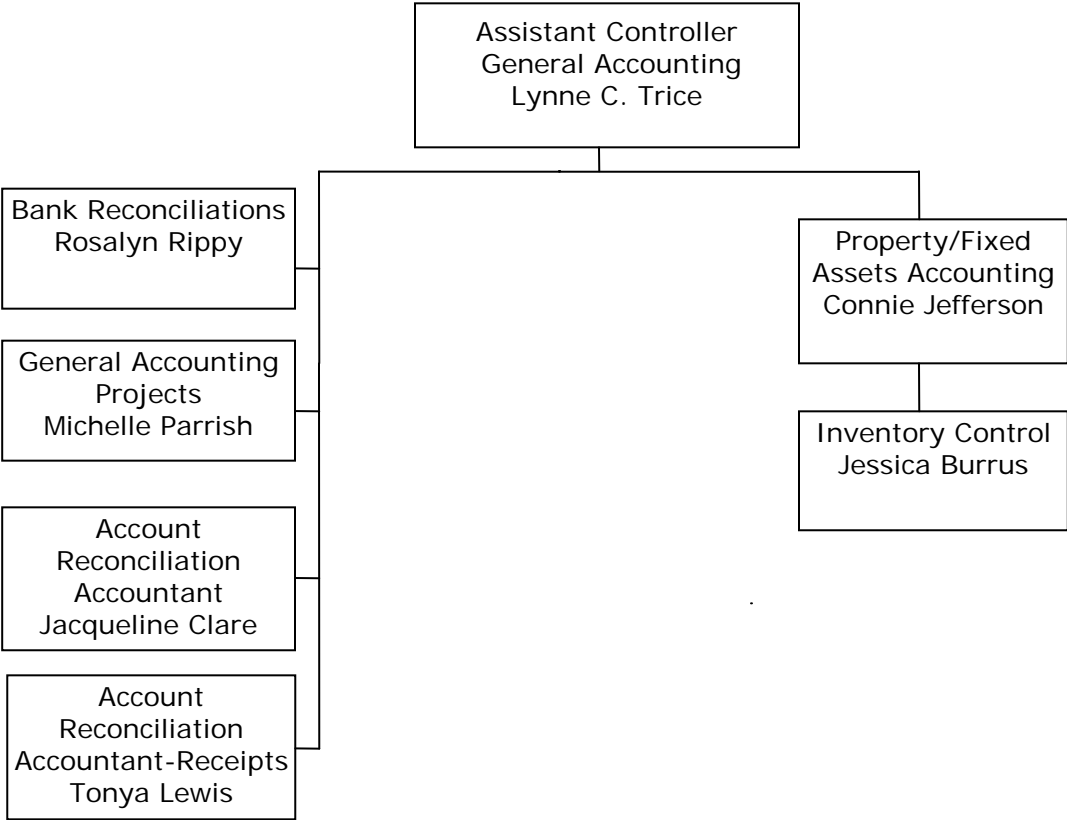 Assistant Controller
General Accounting
Lynne C. Trice
Bank Reconciliations
Rosalyn Rippy
General Accounting
Projects
Michelle Parrish
Account
Reconciliation
Accountant
Jacqueline Clare
Account
Reconciliation
Accountant-Receipts
Tonya Lewis
Property/Fixed
Assets Accounting
Connie Jefferson
Inventory Control
Jessica Burrus
.